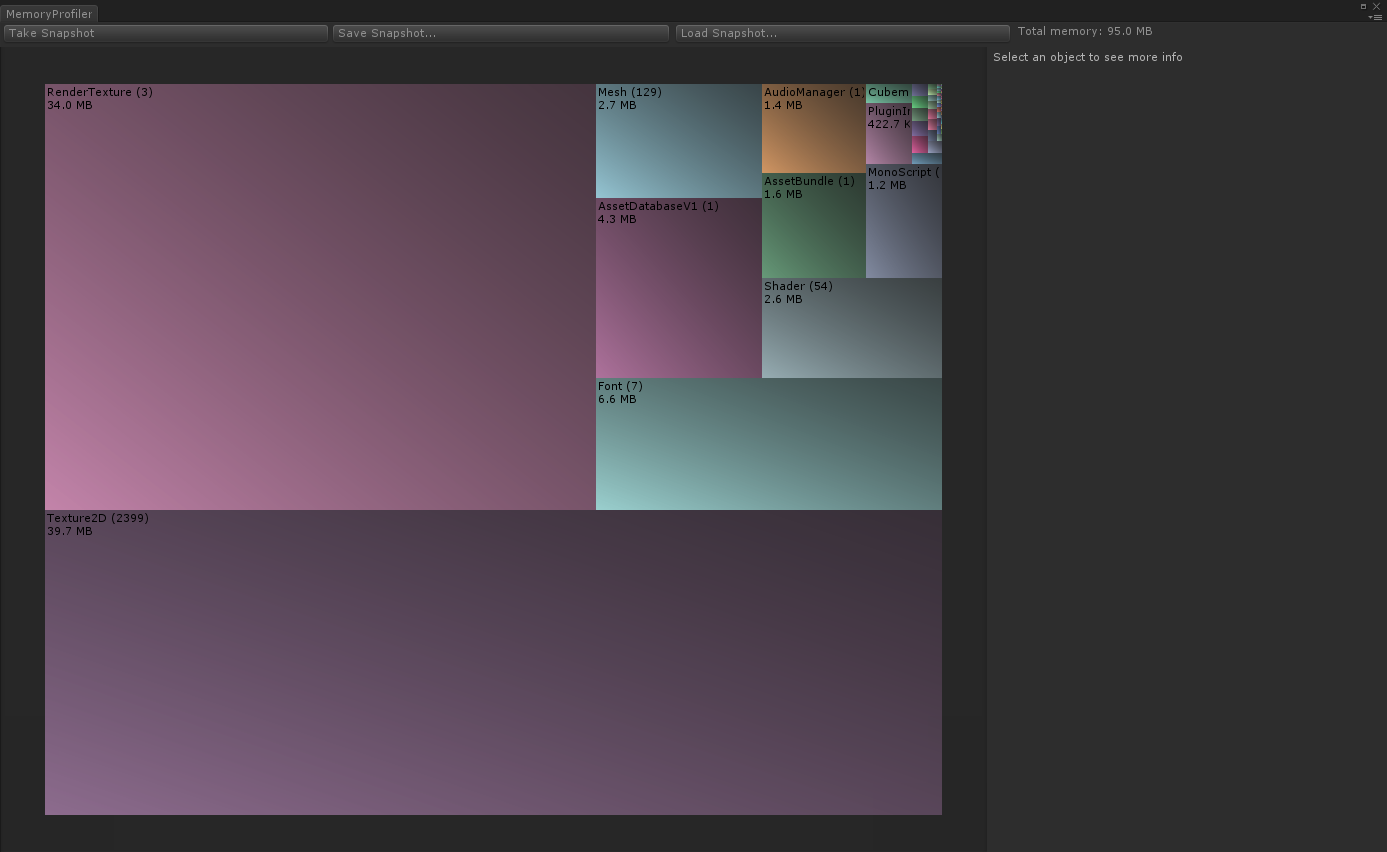 MemoryProfiler
Take Snapshot
Save Snapshot...
Load Snapshot...
Total memory: 95.0 MB
Select an object to see more info
RenderTexture (3)
34.0 MB
Mesh (129)
2.7 MB
AudioManager (1)
1.4 MB
Cubem
PluginIr
422.7 K
AssetBundle (1)
1.6 MB
MonoScript (
1.2 MB
AssetDatabaseV1 (1)
4.3 MB
Shader (54)
2.6 MB
Font (7)
6.6 MB
Texture2D (2399)
39.7 MB